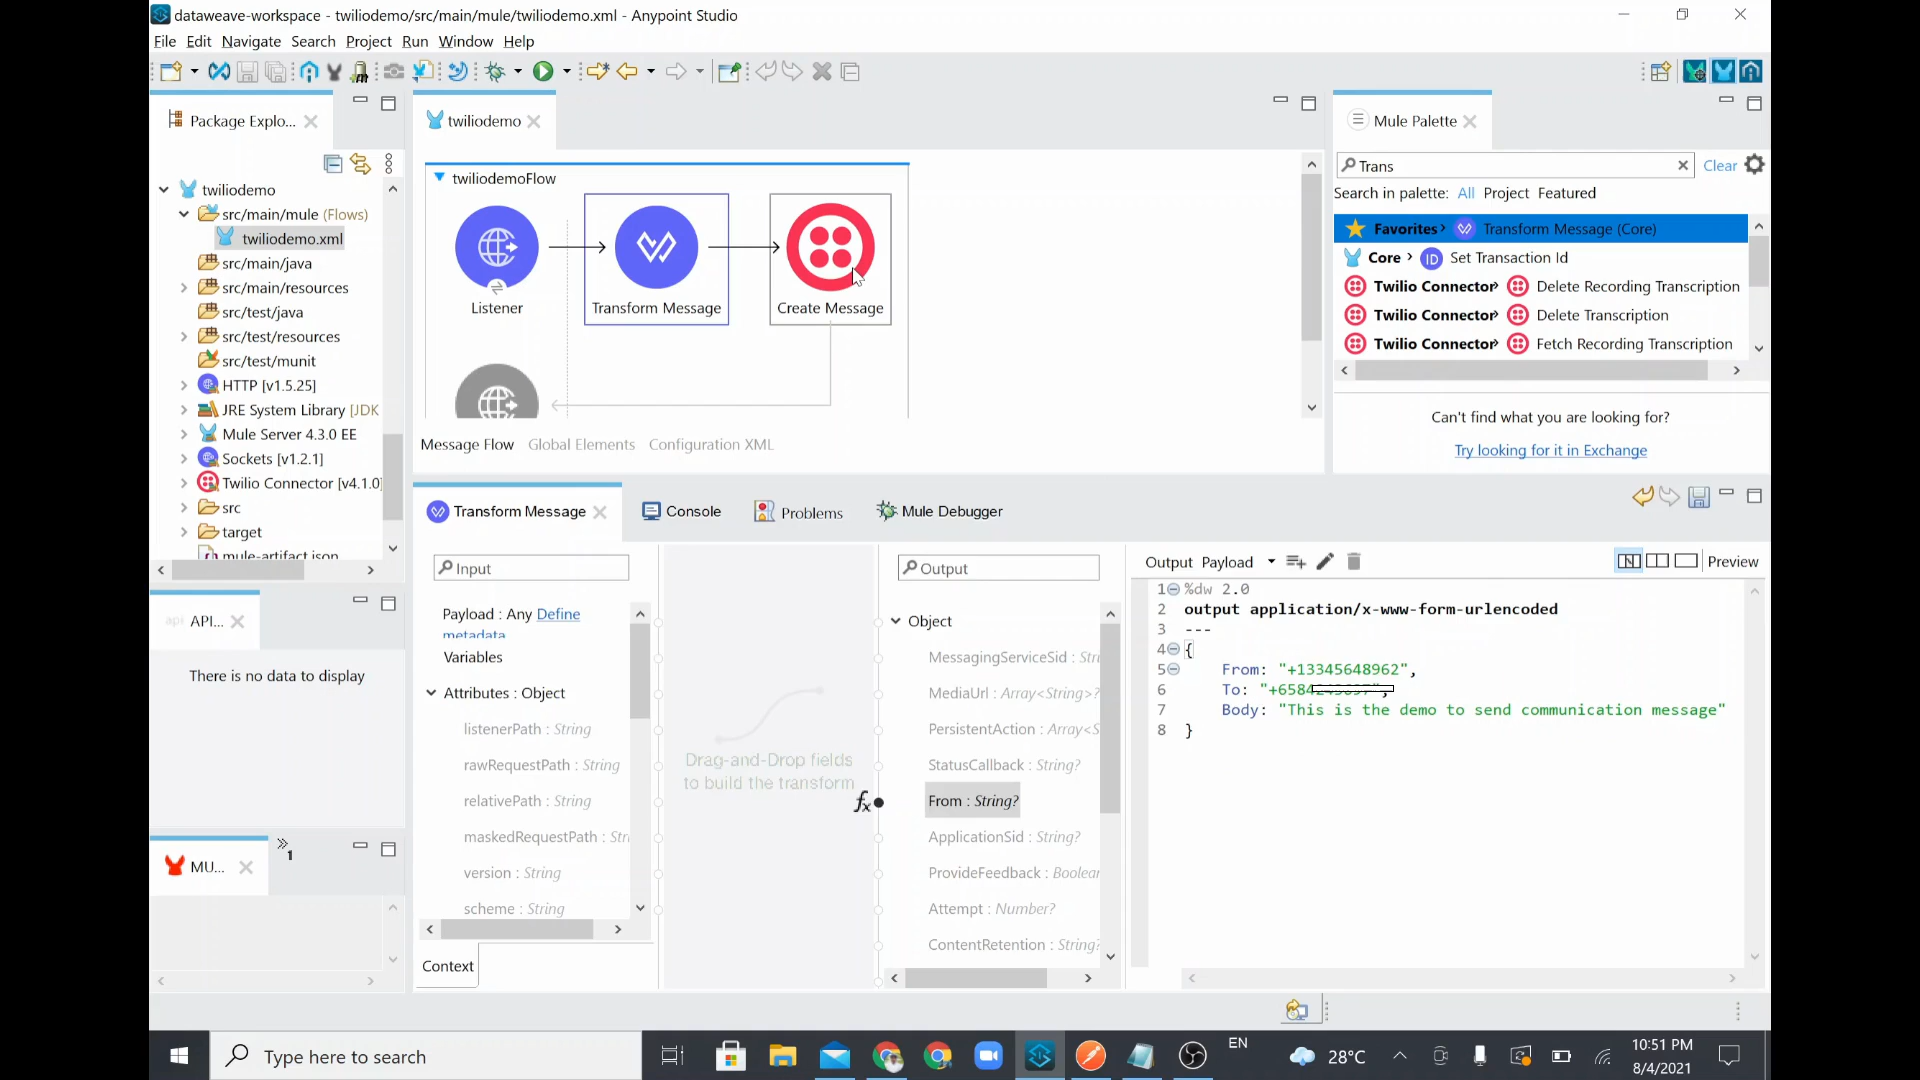 dataweave-workspace - twiliodemo/src/main/mule/twiliodemo.xml - Anypoint Studio
File Edit Navigate Search Project Run Window Help
Package Explo...
twiliodemo
src/main/mule (Flows)
twiliodemo.xml
src/main/java
src/main/resources
src/test/java
src/test/resources
src/test/munit
HTTP [v1.5.25]
JRE System Library [JDK
Mule Server 4.3.0 EE
Sockets [v1.2.1]
Twilio Connector [v4.1.0]
src
target
mule-artifact.json
API...
There is no data to display
MU...
1
twiliodemo
twiliodemoFlow
Listener
Transform Message
Create Message
Message Flow Global Elements Configuration XML
Mule Palette
Trans
Clear
Search in palette: All Project Featured
Favorites Transform Message (Core)
Core ID Set Transaction Id
Twilio Connector Delete Recording Transcription
Twilio Connector Delete Transcription
Twilio Connector Fetch Recording Transcription
Can't find what you are looking for?
Try looking for it in Exchange
Transform Message Console Problems Mule Debugger
Input
Payload : Any Define
metadata
Variables
Attributes : Object
listenerPath : String
rawRequestPath : String
relativePath : String
maskedRequestPath : Str
version : String
scheme : String
Context
Drag-and-Drop fields
to build the transform
fx
Output
Object
MessagingServiceSid : Stri
MediaUrl : Array<String>?
PersistentAction : Array<S
StatusCallback : String?
From : String?
ApplicationSid : String?
ProvideFeedback : Boolear
Attempt : Number?
ContentRetention : String?
Output Payload Preview
1 %dw 2.0
2 output application/x-www-form-urlencoded
3 ---
4 {
5 From: "+13345648962",
6 To: "+6584
7 Body: "This is the demo to send communication message"
8 }
Type here to search
EN
28°C
10:51 PM
8/4/2021